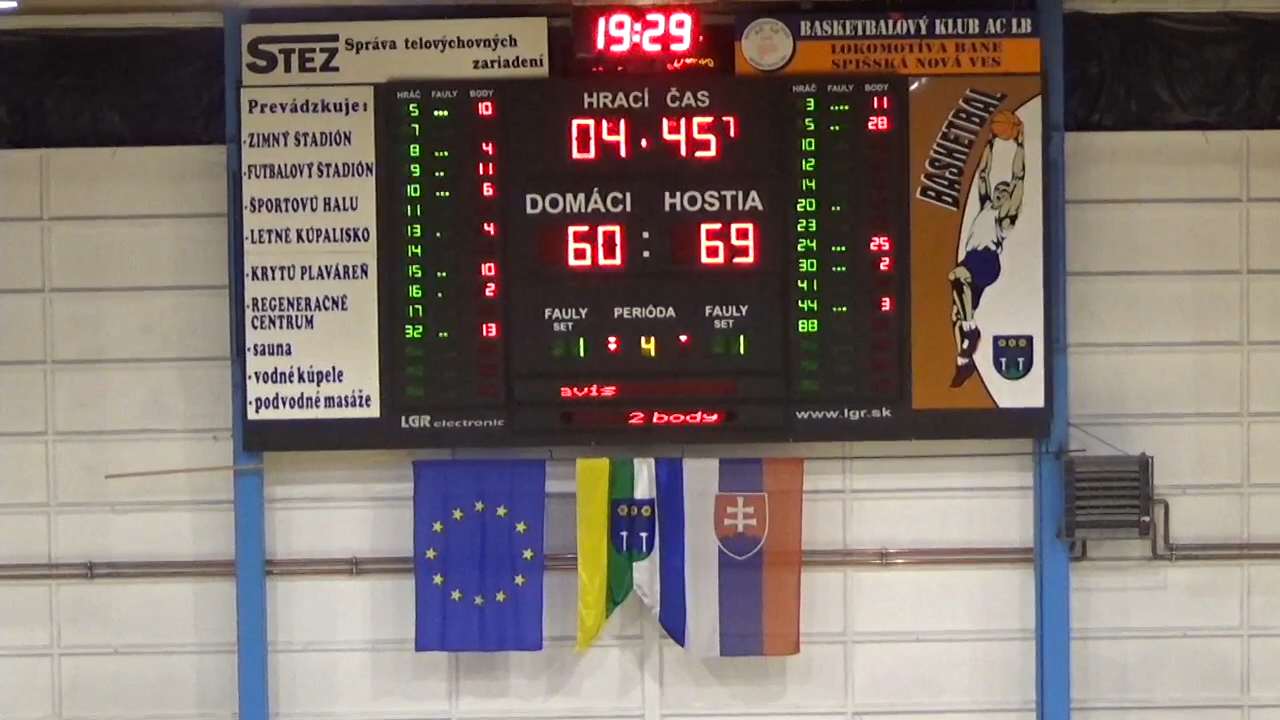 19:29
STEZ Správa telovýchovných
zariadení
BASKETBALOVÝ KLUB AC LB
LOKOMOTÍVA BANE
SPIŠSKÁ NOVÁ VES
Prevádzkuje:
·ZIMNÝ ŠTADIÓN
·FUTBALOVÝ ŠTADIÓN
·ŠPORTOVÚ HALU
·LETNÉ KÚPALISKO
·KRYTÚ PLAVÁREŇ
·REGENERAČNÉ
CENTRUM
·sauna
·vodné kúpele
·podvodné masáže
HRÁČ FAULY BODY
5 ... 10
7
8 ... 4
9 .. 11
10 ... 6
11
13 . 4
14
15 .. 10
16 . 2
17
32 .. 13
LGR electronic
HRACÍ ČAS
04.45
DOMÁCI HOSTIA
60 : 69
FAULY SET PERIÓDA FAULY SET
1 4 1
avis
2 body
HRÁČ FAULY BODY
3 .... 11
5 .. 28
10
12
14
20 ..
23
24 ... 25
30 ... 2
41
44 .... 3
88
www.lgr.sk
BASKETBAL